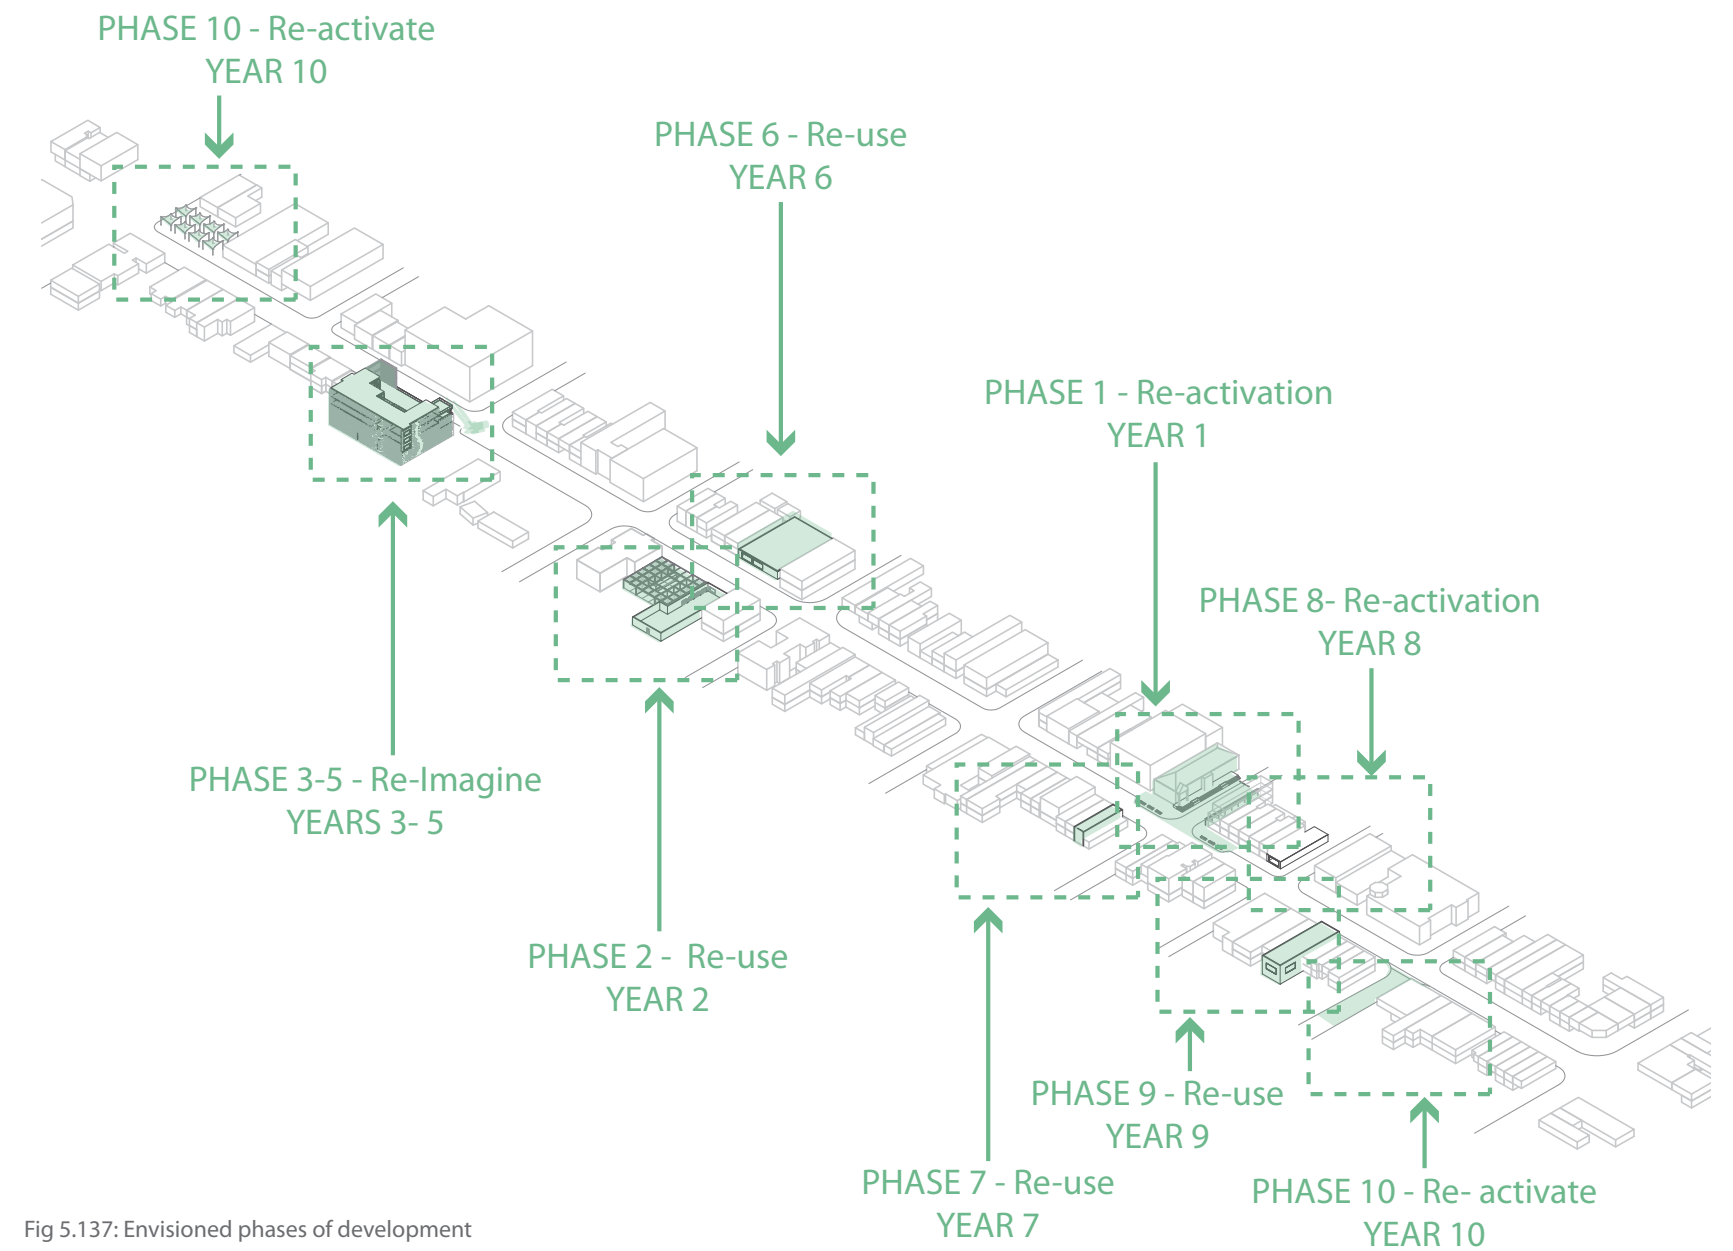 PHASE 10 - Re-activate
YEAR 10
PHASE 6 - Re-use
YEAR 6
PHASE 1 - Re-activation
YEAR 1
PHASE 8- Re-activation
YEAR 8
PHASE 3-5 - Re-Imagine
YEARS 3- 5
PHASE 2 -  Re-use
YEAR 2
PHASE 9 - Re-use
YEAR 9
PHASE 7 - Re-use
YEAR 7
PHASE 10 - Re- activate
YEAR 10
Fig 5.137: Envisioned phases of development